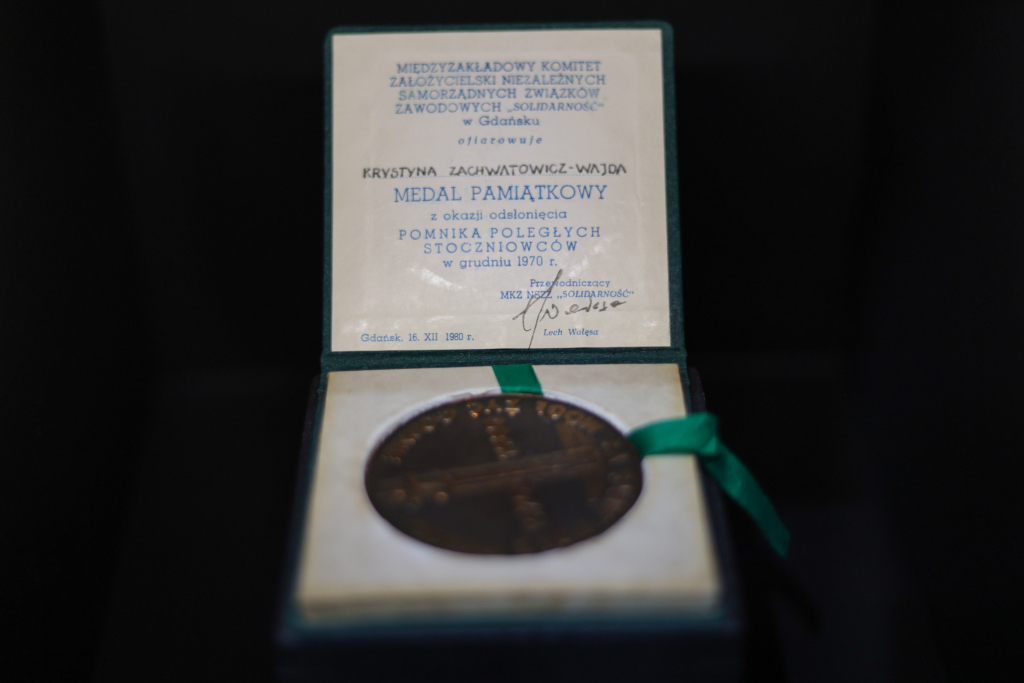 MIĘDZYZAKŁADOWY KOMITET
ZAŁOŻYCIELSKI NIEZALEŻNYCH
SAMORZĄDNYCH ZWIĄZKÓW
ZAWODOWYCH „SOLIDARNOŚĆ"
w Gdańsku
ofiarowuje
KRYSTYNA ZACHWATOWICZ-WAJDA
MEDAL PAMIĄTKOWY
z okazji odsłonięcia
POMNIKA POLEGŁYCH
STOCZNIOWCÓW
w grudniu 1970 r.
Przewodniczący
MKZ NSZZ „SOLIDARNOŚĆ"
Lech Wałęsa
Gdańsk, 16. XII 1980 r.